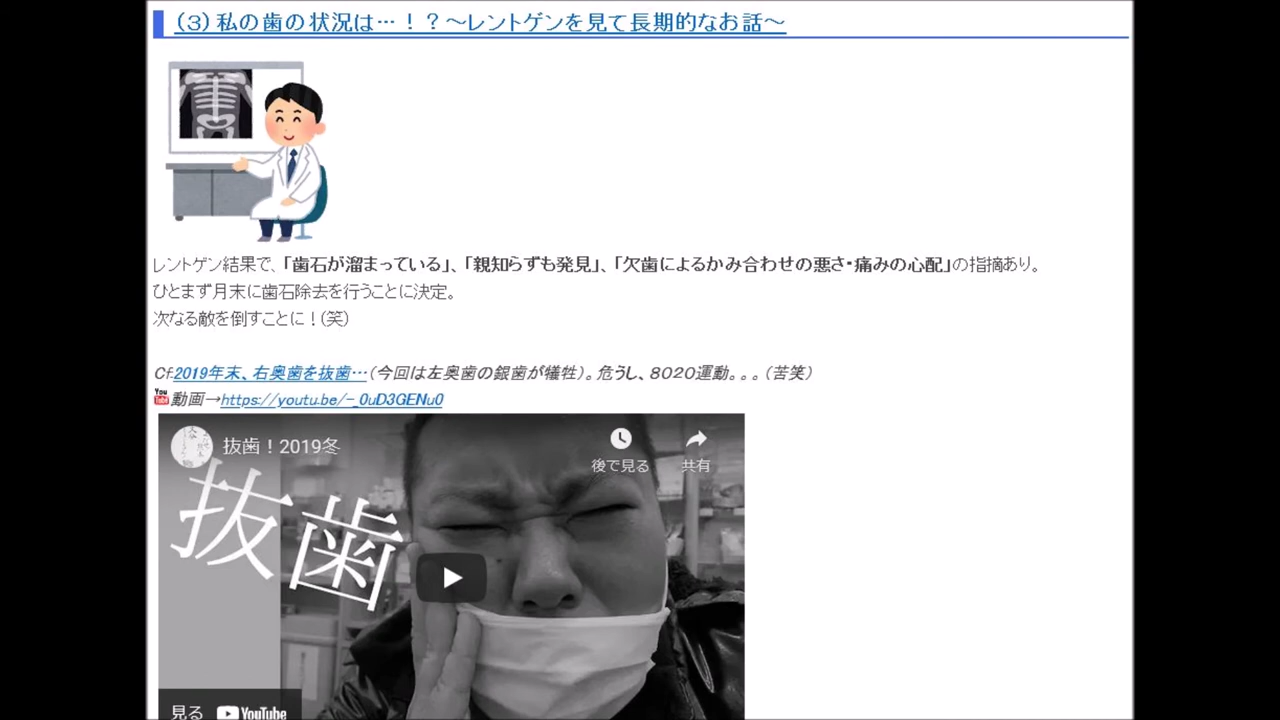 （３）私の歯の状況は…！？～レントゲンを見て長期的なお話～
レントゲン結果で、「歯石が溜まっている」、「親知らずも発見」、「欠歯によるかみ合わせの悪さ・痛みの心配」の指摘あり。
ひとまず月末に歯石除去を行うことに決定。
次なる敵を倒すことに！（笑）
Cf.2019年末、右奥歯を抜歯…（今回は左奥歯の銀歯が犠牲）。危うし、８０２０運動。。。（苦笑）
You Tube 動画→https://youtu.be/-_0uD3GENu0
抜歯！2019冬
後で見る 共有
抜歯
見る YouTube